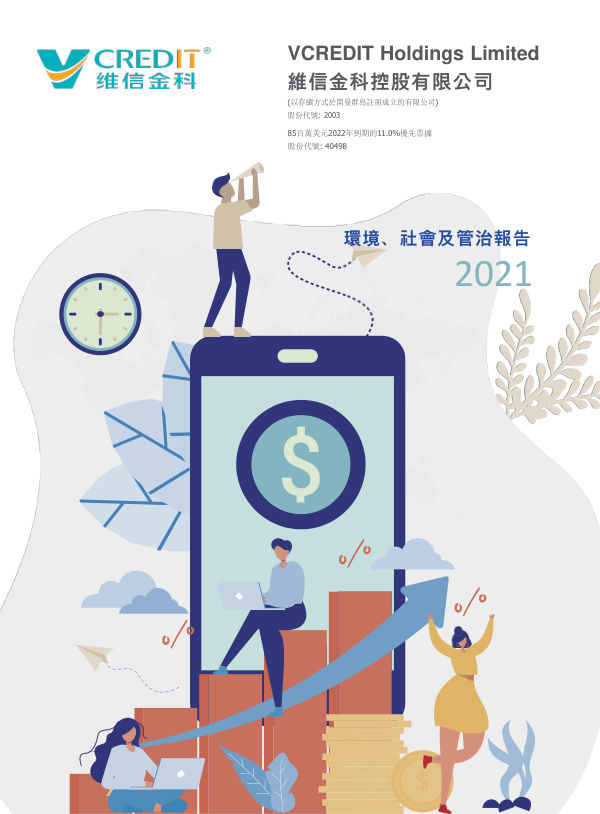 VCREDIT®
維信金科
VCREDIT Holdings Limited
維信金科控股有限公司
(以存續方式於開曼群島註冊成立的有限公司)
股份代號: 2003
85百萬美元2022年到期的11.0%優先票據
股份代號: 40498
環境、社會及管治報告
2021
$
%
%
%
$